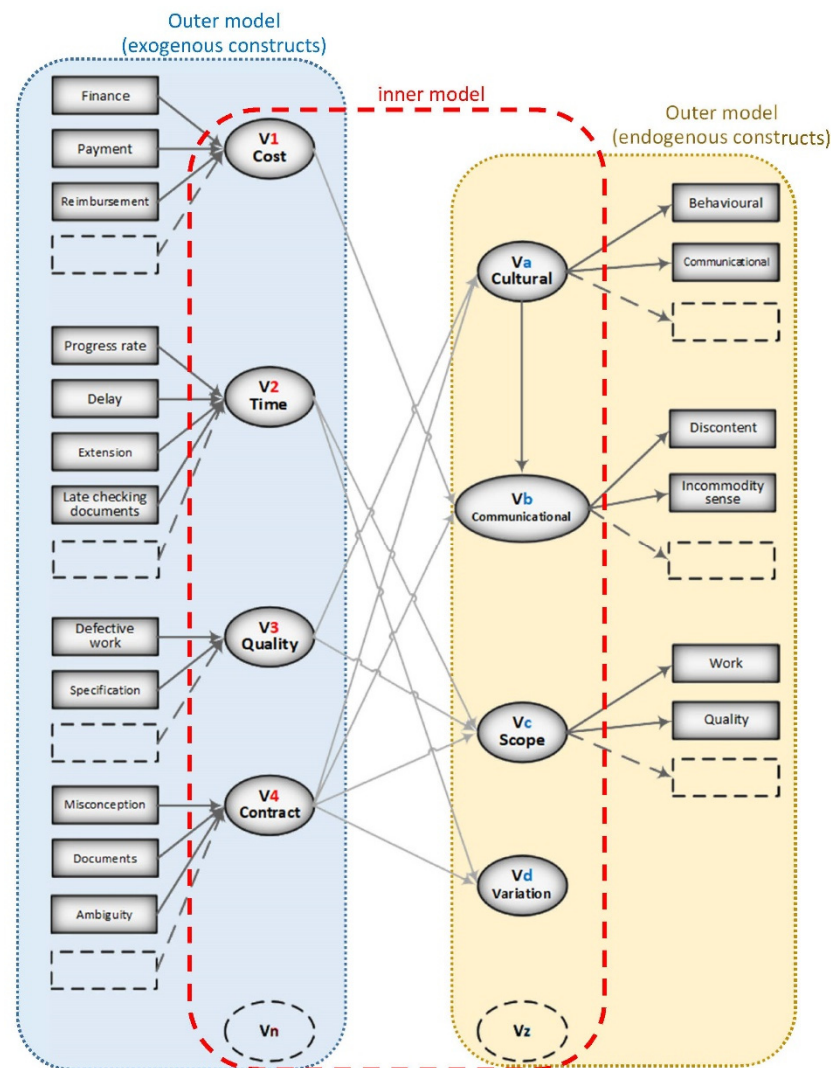 Outer model
(exogenous constructs)
inner model
Outer model
(endogenous constructs)
Finance
Payment
Reimbursement
V1
Cost
Progress rate
Delay
Extension
Late checking
documents
V2
Time
Defective
work
Specification
V3
Quality
Misconception
Documents
Ambiguity
V4
Contract
Vn
Va
Cultural
Behavioural
Communicational
Vb
Communicational
Discontent
Incommodity
sense
Vc
Scope
Work
Quality
Vd
Variation
Vz